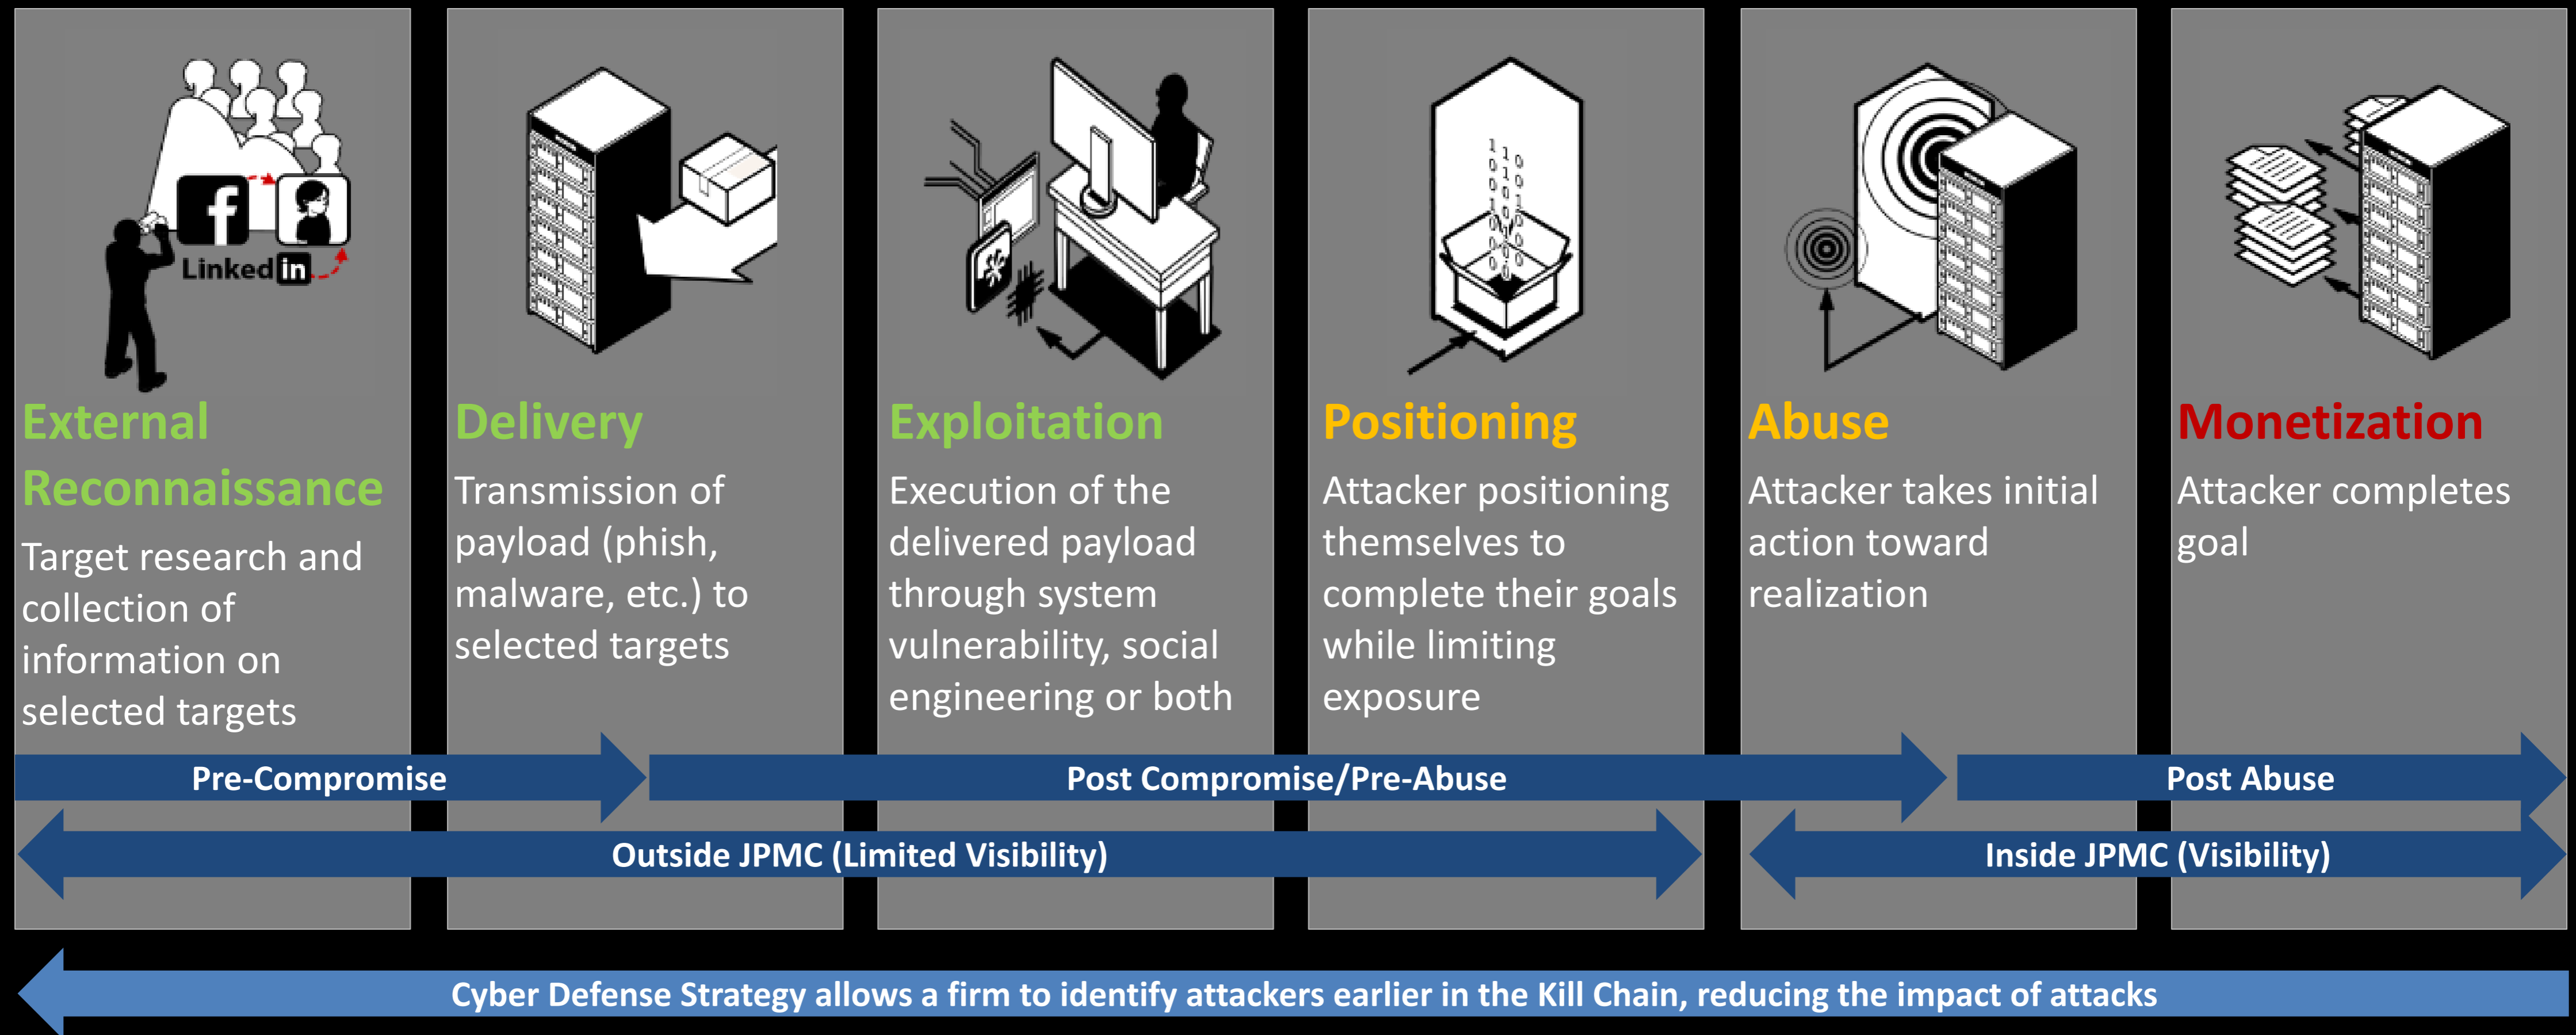 Linked in
External
Reconnaissance
Target research and
collection of
information on
selected targets
Delivery
Transmission of
payload (phish,
malware, etc.) to
selected targets
Exploitation
Execution of the
delivered payload
through system
vulnerability, social
engineering or both
Positioning
Attacker positioning
themselves to
complete their goals
while limiting
exposure
Abuse
Attacker takes initial
action toward
realization
Monetization
Attacker completes
goal
Pre-Compromise
Post Compromise/Pre-Abuse
Post Abuse
Outside JPMC (Limited Visibility)
Inside JPMC (Visibility)
Cyber Defense Strategy allows a firm to identify attackers earlier in the Kill Chain, reducing the impact of attacks